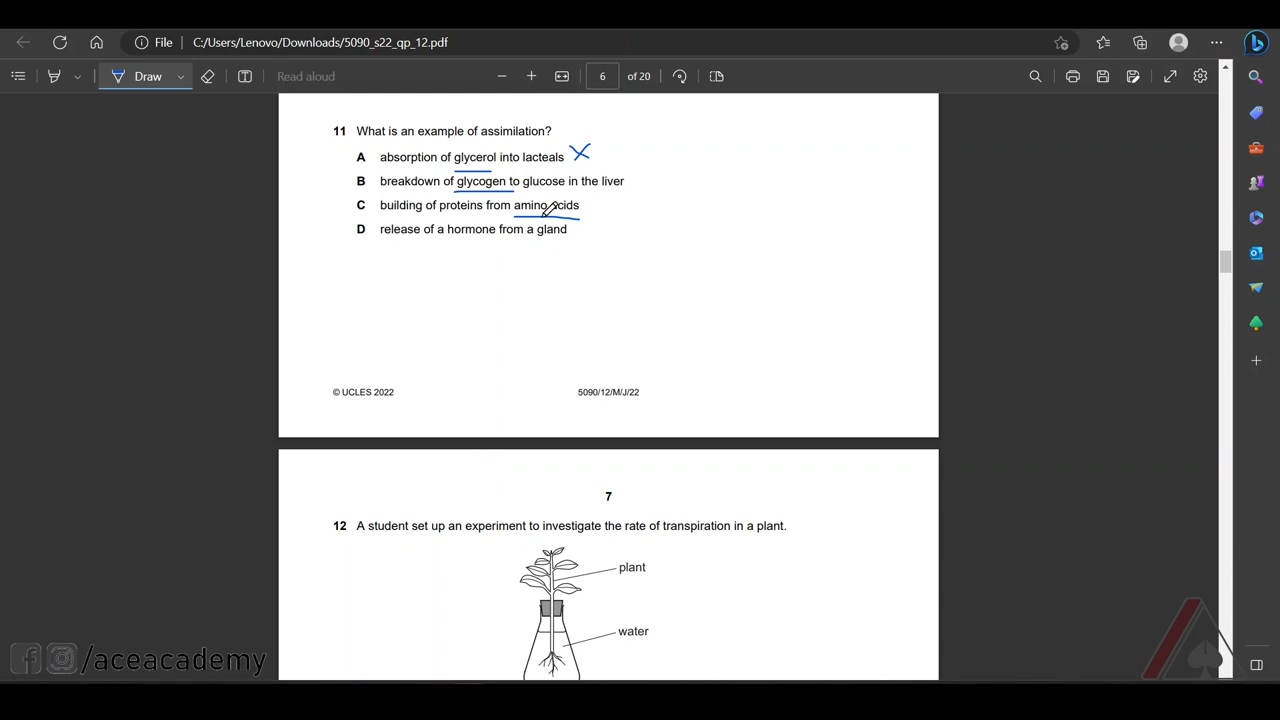 File C:/Users/Lenovo/Downloads/5090_s22_qp_12.pdf
Draw Read aloud 6 of 20
11 What is an example of assimilation?
A absorption of glycerol into lacteals
B breakdown of glycogen to glucose in the liver
C building of proteins from amino acids
D release of a hormone from a gland
© UCLES 2022 5090/12/M/J/22
7
12 A student set up an experiment to investigate the rate of transpiration in a plant.
plant
water
/aceacademy